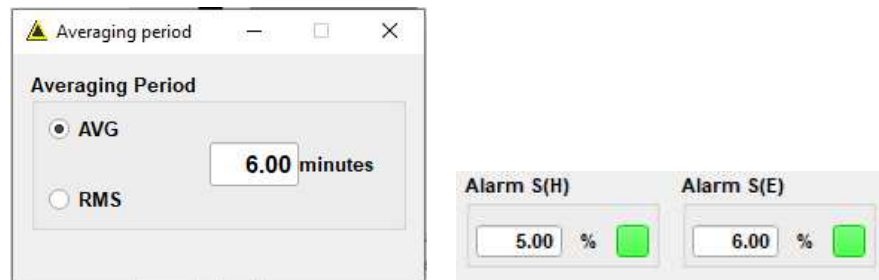 Averaging period
Averaging Period
AVG
6.00 minutes
RMS
Alarm S(H)
5.00 %
Alarm S(E)
6.00 %